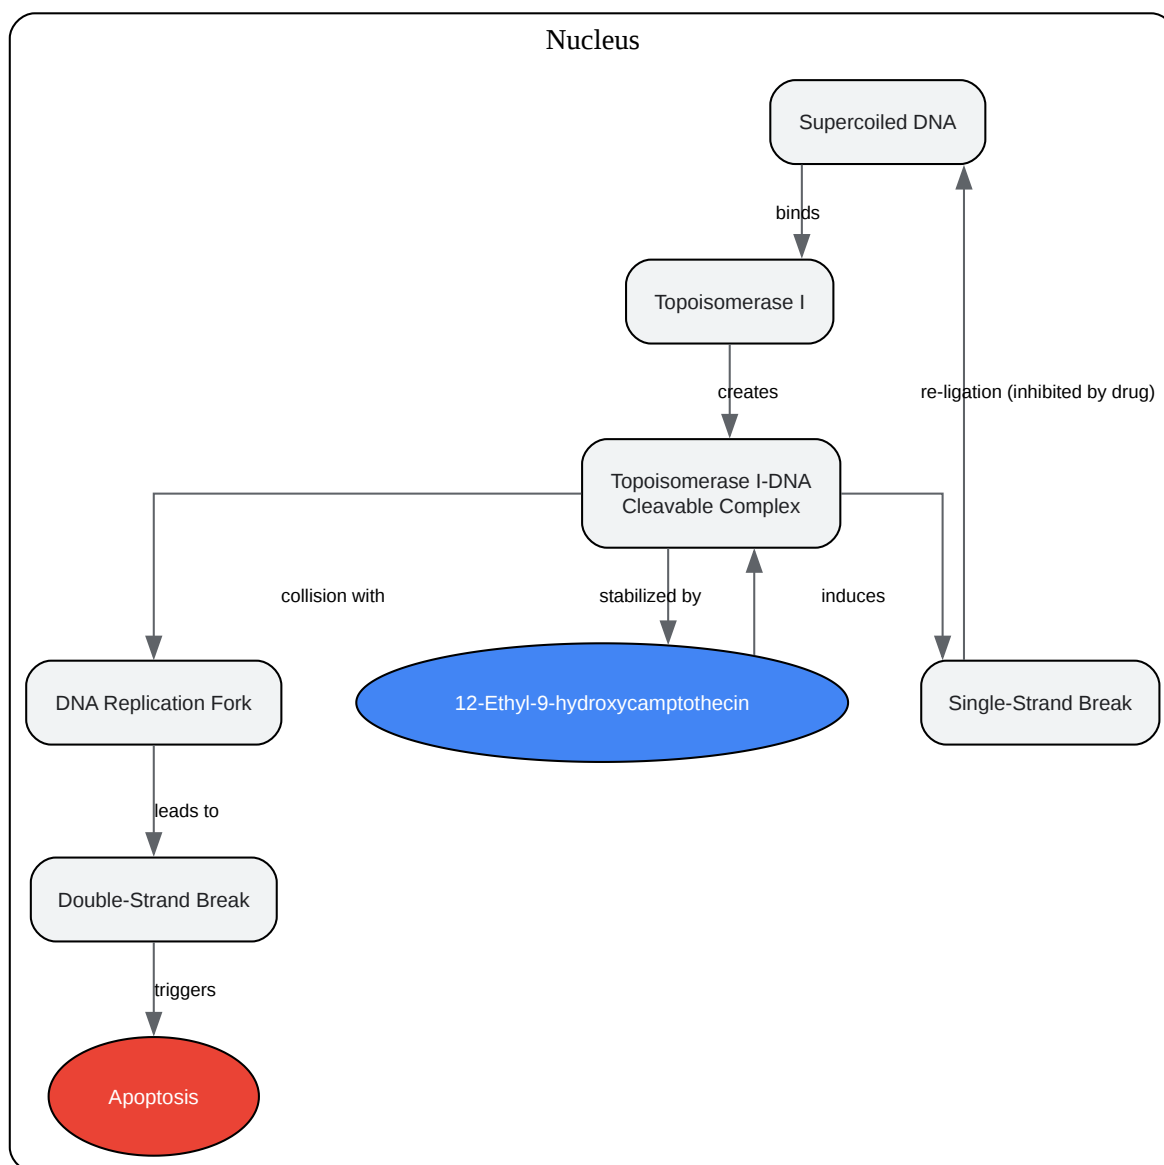 Nucleus
Supercoiled DNA
binds
Topoisomerase I
creates
re-ligation (inhibited by drug)
Topoisomerase I-DNA
Cleavable Complex
collision with
stabilized by
induces
DNA Replication Fork
12-Ethyl-9-hydroxycamptothecin
Single-Strand Break
leads to
Double-Strand Break
triggers
Apoptosis